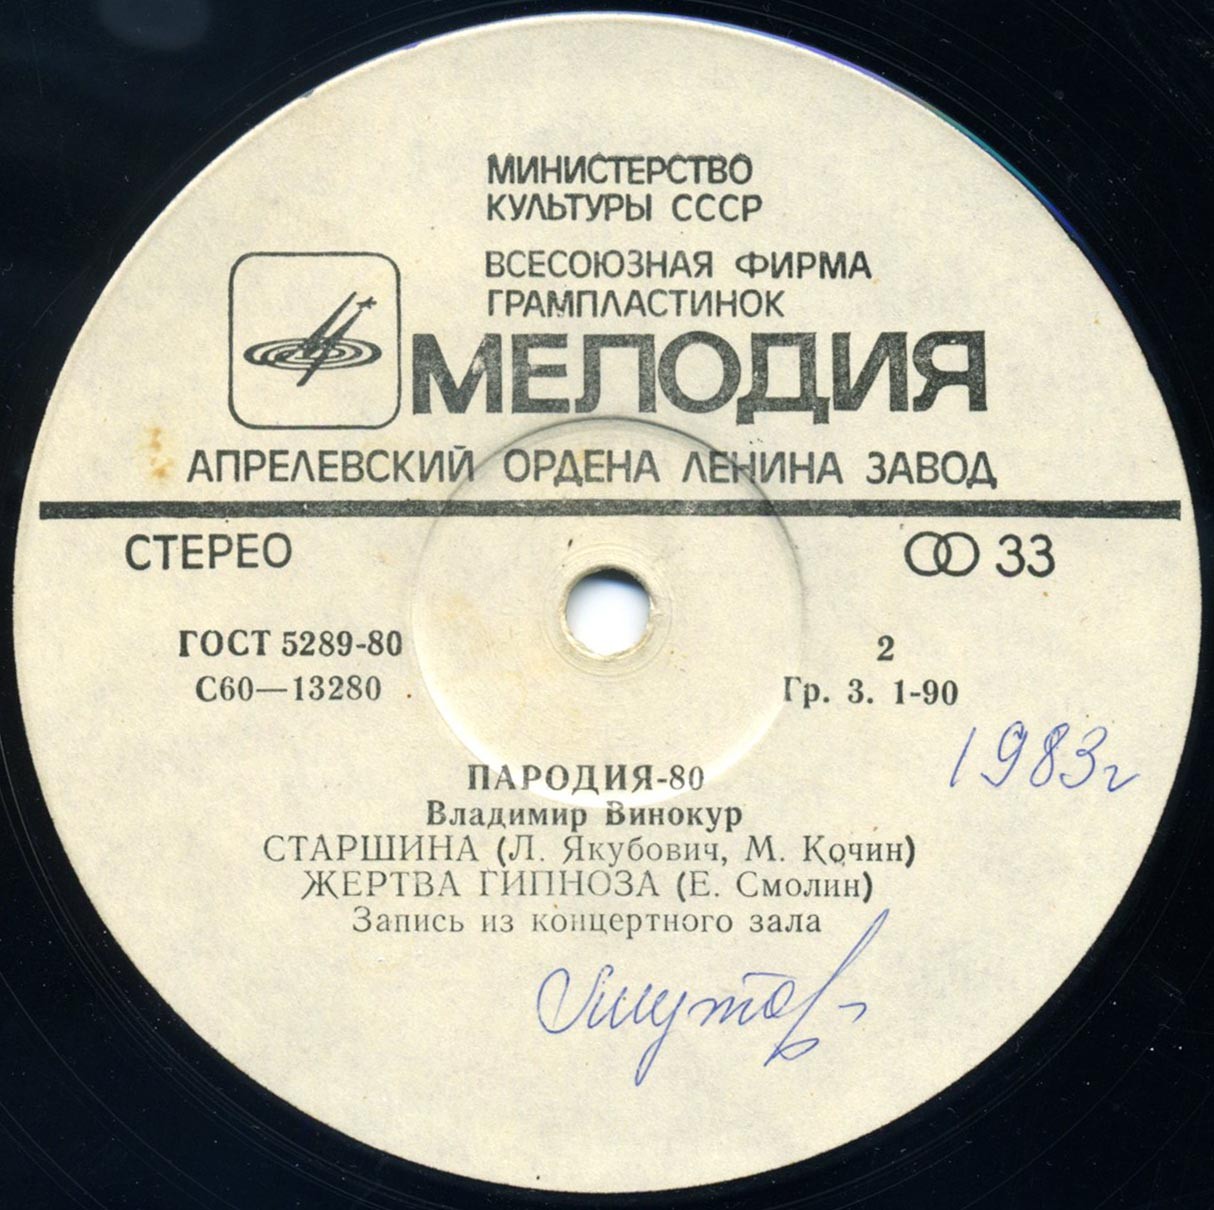 МИНИСТЕРСТВО
КУЛЬТУРЫ СССР
ВСЕСОЮЗНАЯ ФИРМА
ГРАМПЛАСТИНОК
МЕЛОДИЯ
АПРЕЛЕВСКИЙ ОРДЕНА ЛЕНИНА ЗАВОД
СТЕРЕО 33
ГОСТ 5289-80 2
С60—13280 Гр. 3. 1-90
1983г
ПАРОДИЯ-80
Владимир Винокур
СТАРШИНА (Л. Якубович, М. Кочин)
ЖЕРТВА ГИПНОЗА (Е. Смолин)
Запись из концертного зала